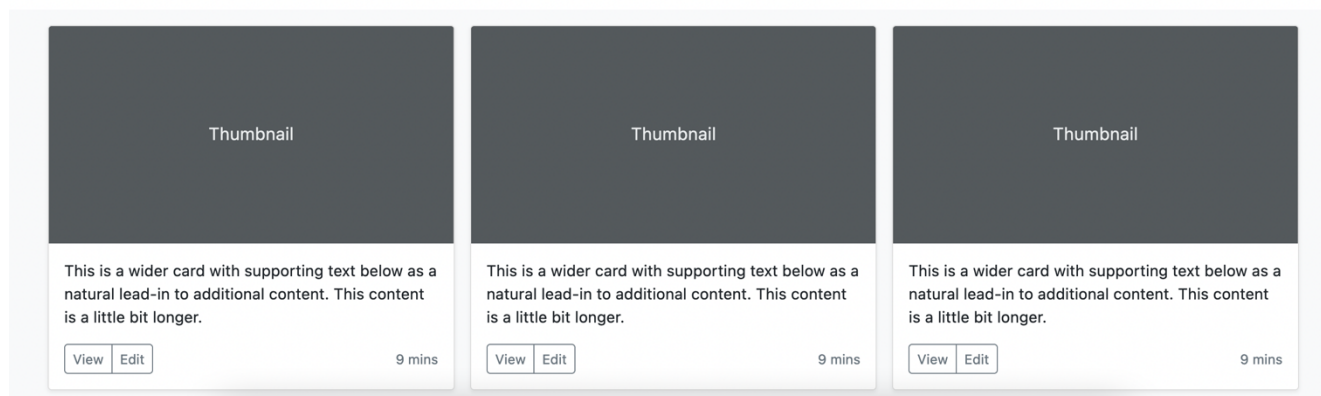 Thumbnail
This is a wider card with supporting text below as a
natural lead-in to additional content. This content
is a little bit longer.
View Edit 9 mins
Thumbnail
This is a wider card with supporting text below as a
natural lead-in to additional content. This content
is a little bit longer.
View Edit 9 mins
Thumbnail
This is a wider card with supporting text below as a
natural lead-in to additional content. This content
is a little bit longer.
View Edit 9 mins